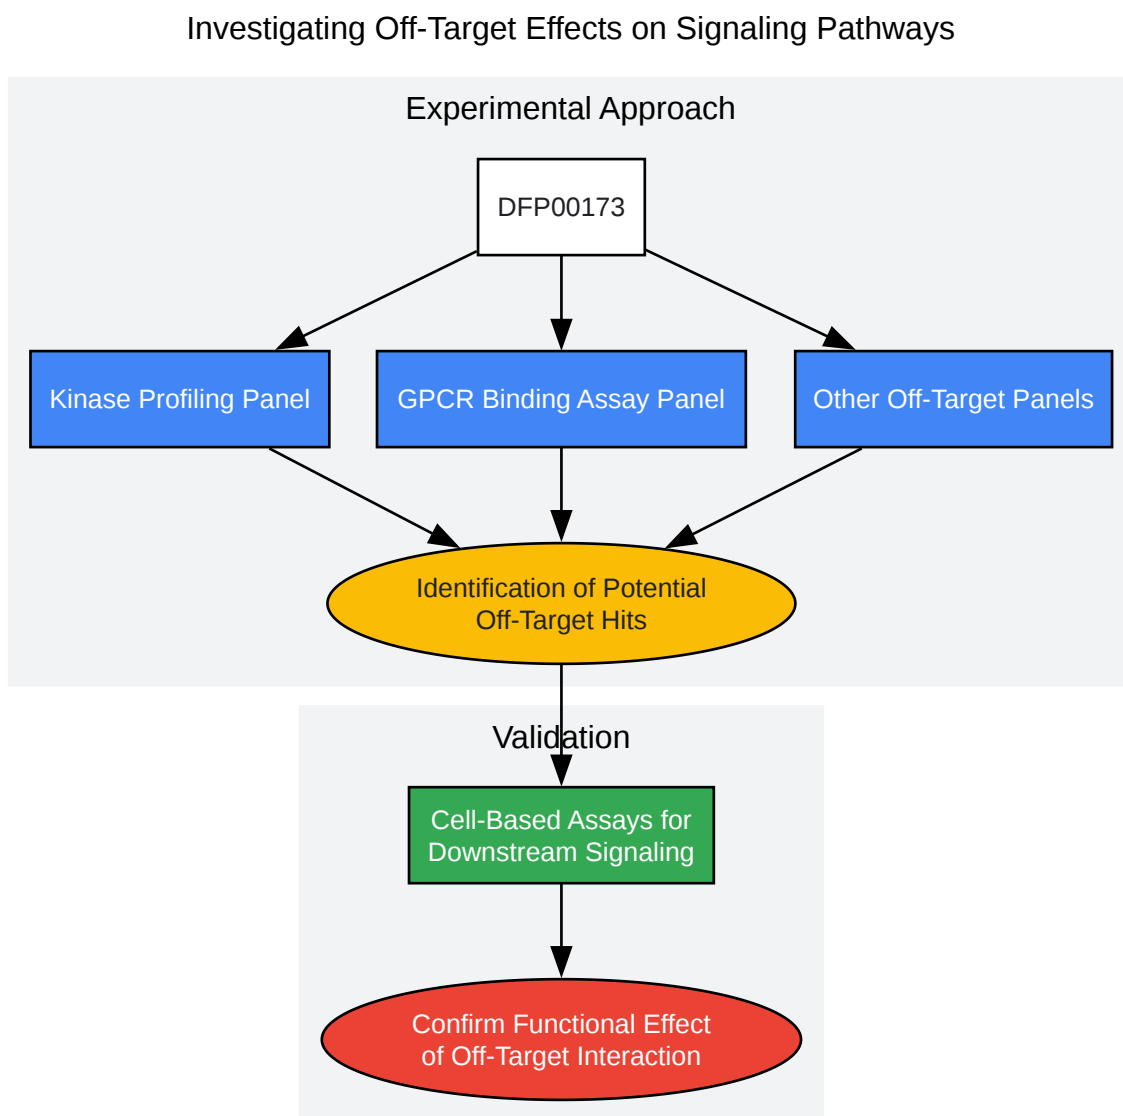 Investigating Off-Target Effects on Signaling Pathways
Experimental Approach
DFP00173
Kinase Profiling Panel
GPCR Binding Assay Panel
Other Off-Target Panels
Identification of Potential
Off-Target Hits
Validation
Cell-Based Assays for
Downstream Signaling
Confirm Functional Effect
of Off-Target Interaction